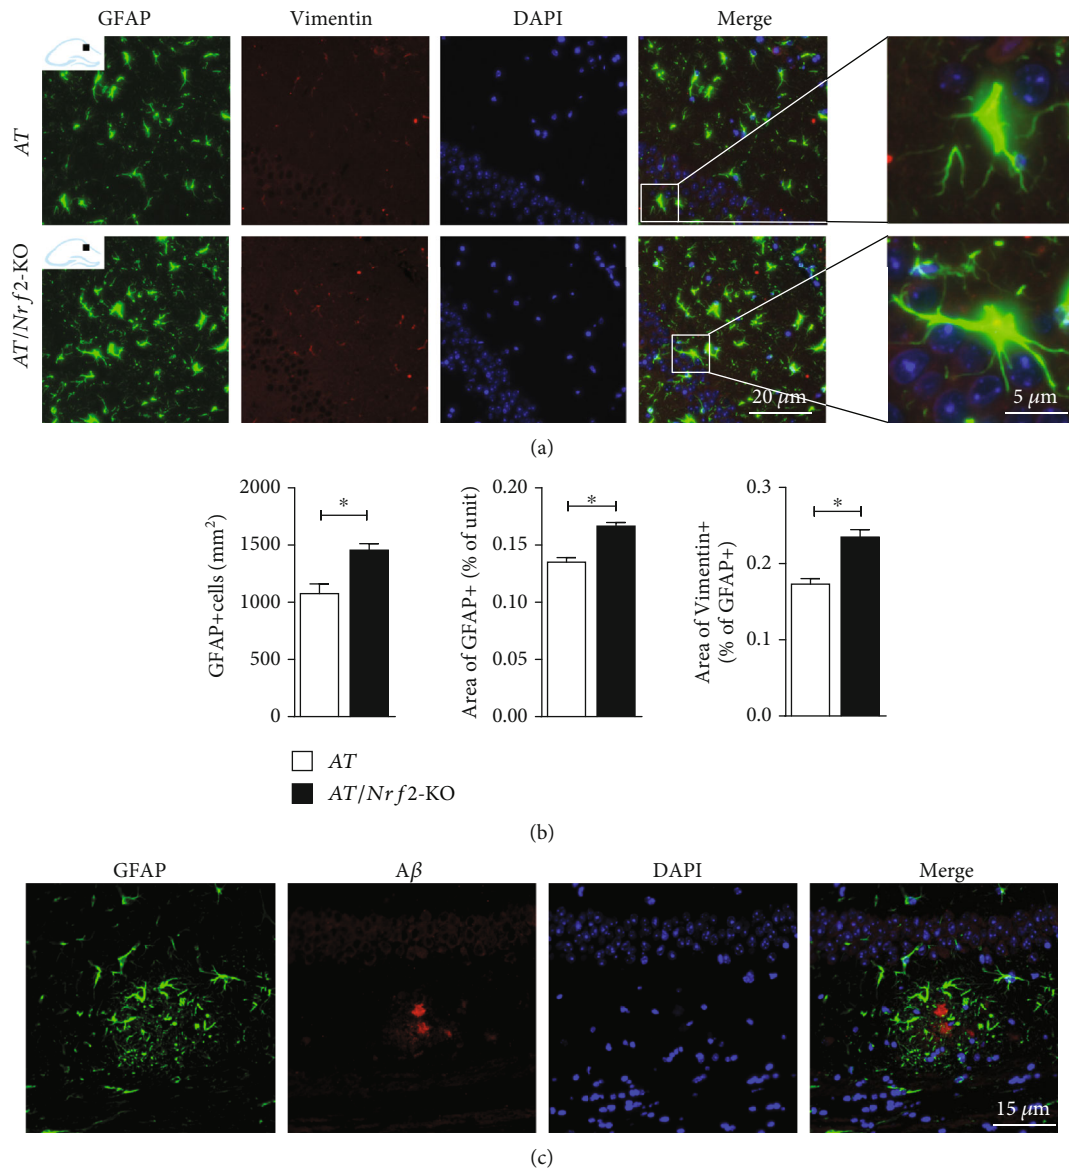 GFAP Vimentin DAPI Merge
AT
AT/Nrf2-KO
20 μm
5 μm
(a)
GFAP+cells (mm²)
2000
1500
1000
500
0
*
Area of GFAP+ (% of unit)
0.20
0.15
0.10
0.05
0.00
*
Area of Vimentin+
(% of GFAP+)
0.3
0.2
0.1
0.0
*
AT
AT/Nrf2-KO
(b)
GFAP Aβ DAPI Merge
15 μm
(c)